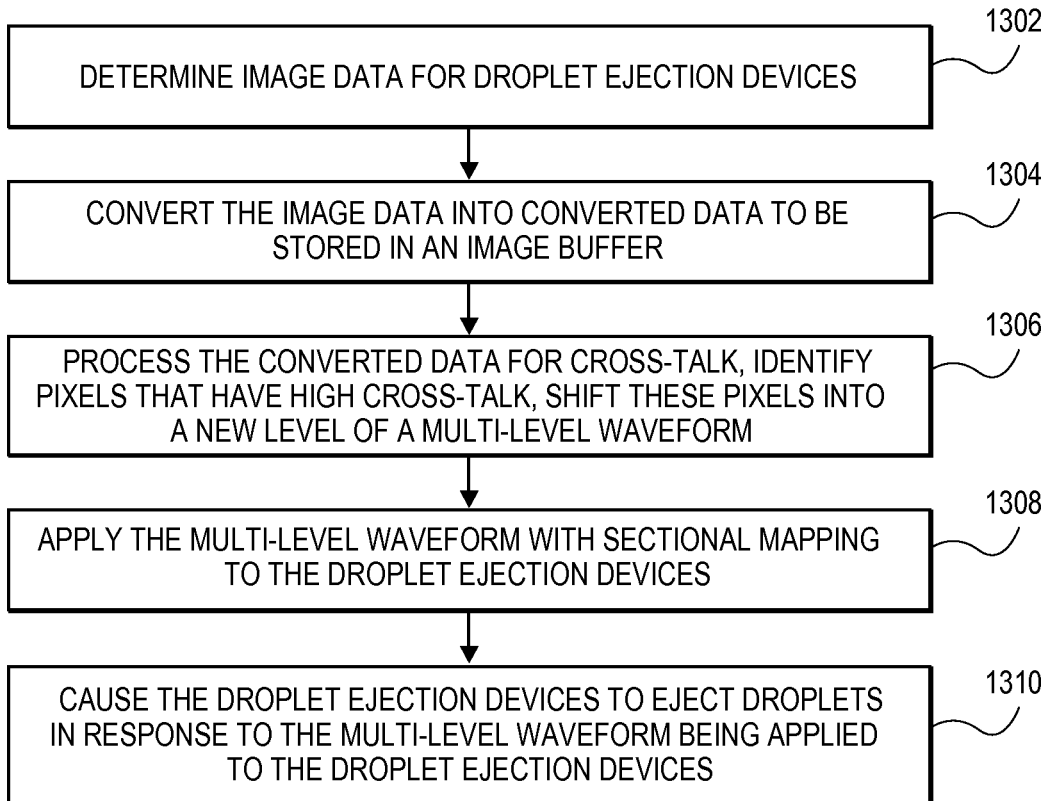 1302
DETERMINE IMAGE DATA FOR DROPLET EJECTION DEVICES
1304
CONVERT THE IMAGE DATA INTO CONVERTED DATA TO BE
STORED IN AN IMAGE BUFFER
1306
PROCESS THE CONVERTED DATA FOR CROSS-TALK, IDENTIFY
PIXELS THAT HAVE HIGH CROSS-TALK, SHIFT THESE PIXELS INTO
A NEW LEVEL OF A MULTI-LEVEL WAVEFORM
1308
APPLY THE MULTI-LEVEL WAVEFORM WITH SECTIONAL MAPPING
TO THE DROPLET EJECTION DEVICES
1310
CAUSE THE DROPLET EJECTION DEVICES TO EJECT DROPLETS
IN RESPONSE TO THE MULTI-LEVEL WAVEFORM BEING APPLIED
TO THE DROPLET EJECTION DEVICES